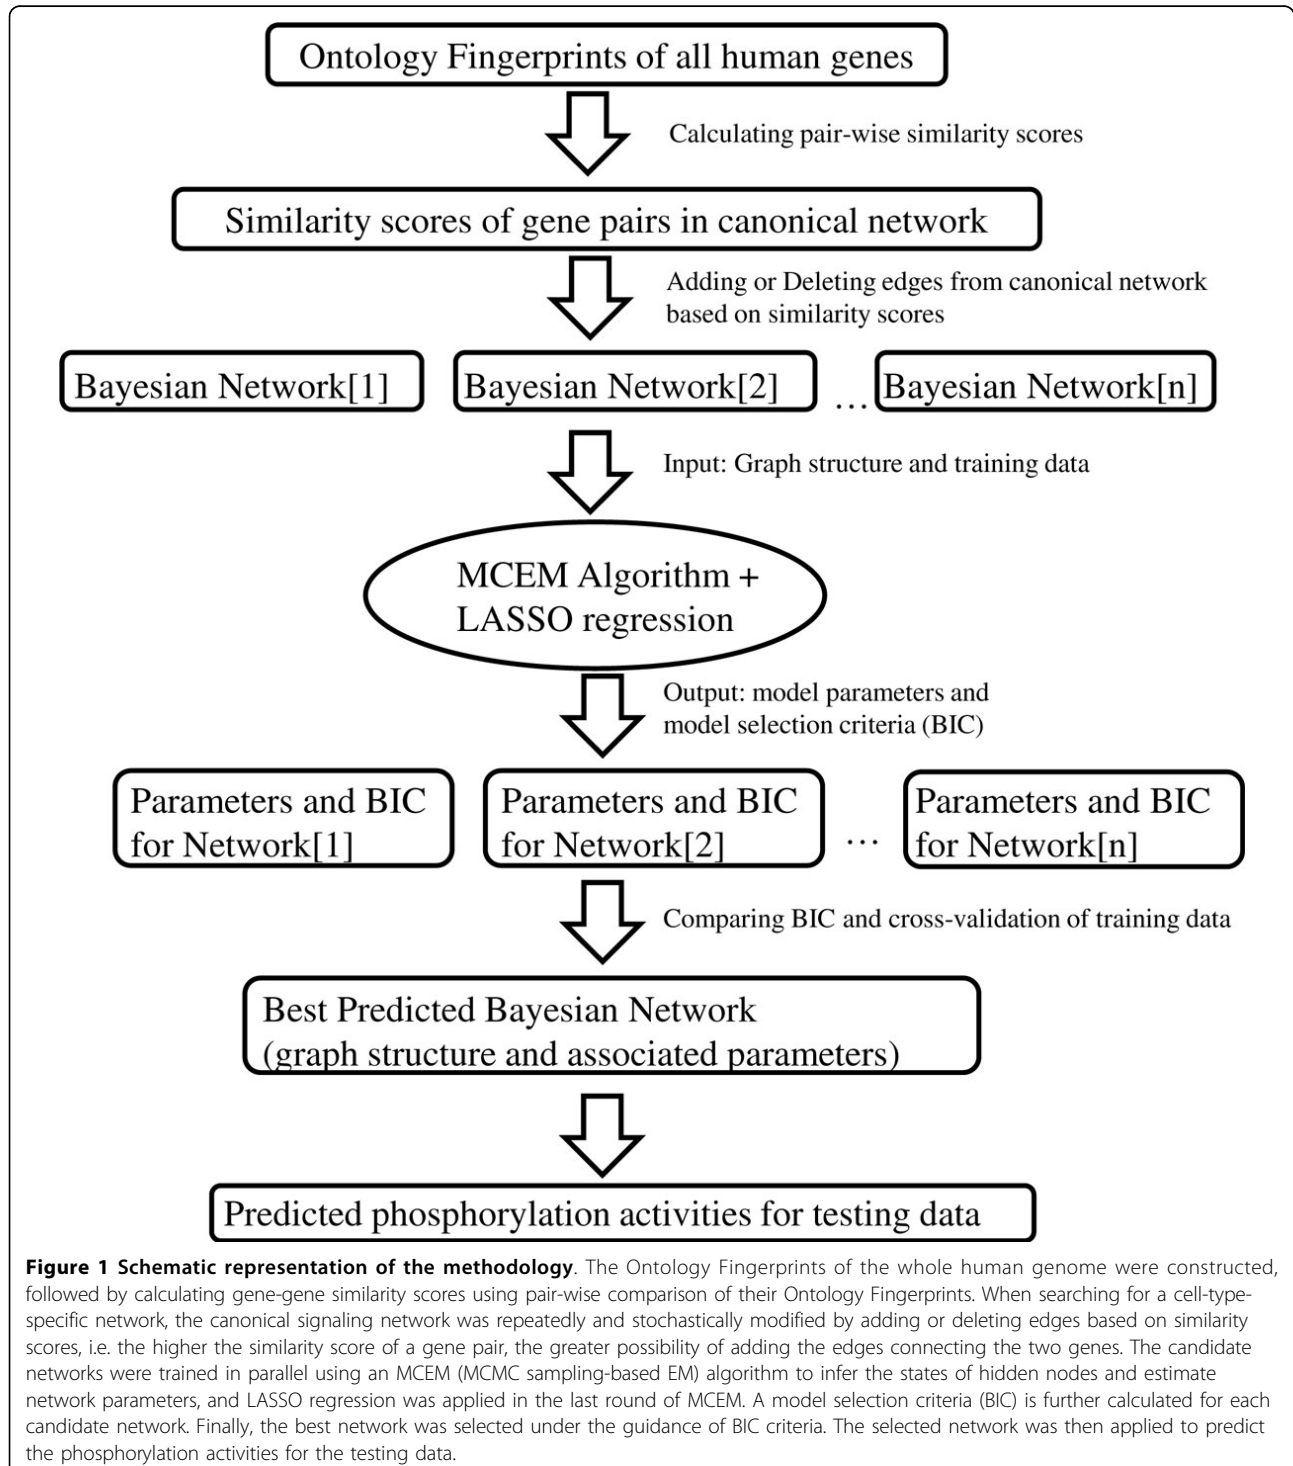 Ontology Fingerprints of all human genes
Calculating pair-wise similarity scores
Similarity scores of gene pairs in canonical network
Adding or Deleting edges from canonical network
based on similarity scores
Bayesian Network[1]
Bayesian Network[2]
...
Bayesian Network[n]
Input: Graph structure and training data
MCEM Algorithm +
LASSO regression
Output: model parameters and
model selection criteria (BIC)
Parameters and BIC
for Network[1]
Parameters and BIC
for Network[2]
...
Parameters and BIC
for Network[n]
Comparing BIC and cross-validation of training data
Best Predicted Bayesian Network
(graph structure and associated parameters)
Predicted phosphorylation activities for testing data
Figure 1 Schematic representation of the methodology. The Ontology Fingerprints of the whole human genome were constructed,
followed by calculating gene-gene similarity scores using pair-wise comparison of their Ontology Fingerprints. When searching for a cell-type-
specific network, the canonical signaling network was repeatedly and stochastically modified by adding or deleting edges based on similarity
scores, i.e. the higher the similarity score of a gene pair, the greater possibility of adding the edges connecting the two genes. The candidate
networks were trained in parallel using an MCEM (MCMC sampling-based EM) algorithm to infer the states of hidden nodes and estimate
network parameters, and LASSO regression was applied in the last round of MCEM. A model selection criteria (BIC) is further calculated for each
candidate network. Finally, the best network was selected under the guidance of BIC criteria. The selected network was then applied to predict
the phosphorylation activities for the testing data.